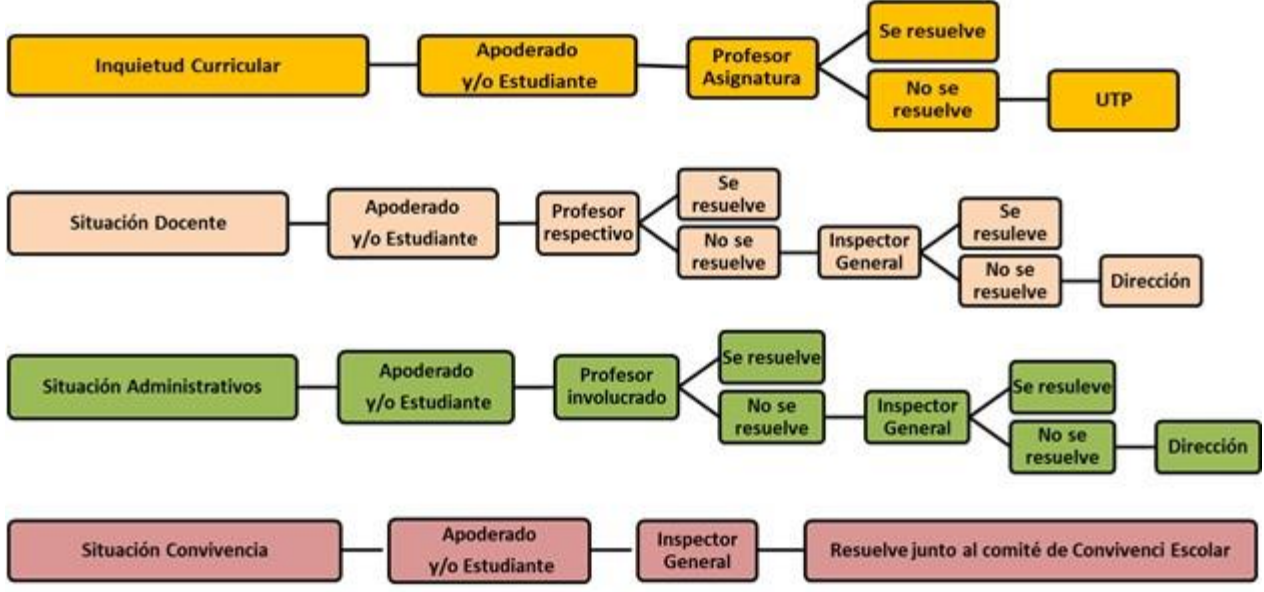 Inquietud Curricular
Apoderado
y/o Estudiante
Profesor
Asignatura
Se resuelve
No se
resuelve
UTP
Situación Docente
Apoderado
y/o Estudiante
Profesor
respectivo
Se
resuelve
No se
resuelve
Inspector
General
Se
resuleve
No se
resuelve
Dirección
Situación Administrativos
Apoderado
y/o Estudiante
Profesor
involucrado
Se resuelve
No se
resuelve
Inspector
General
Se resuleve
No se
resuelve
Dirección
Situación Convivencia
Apoderado
y/o Estudiante
Inspector
General
Resuelve junto al comité de Convivenci Escolar